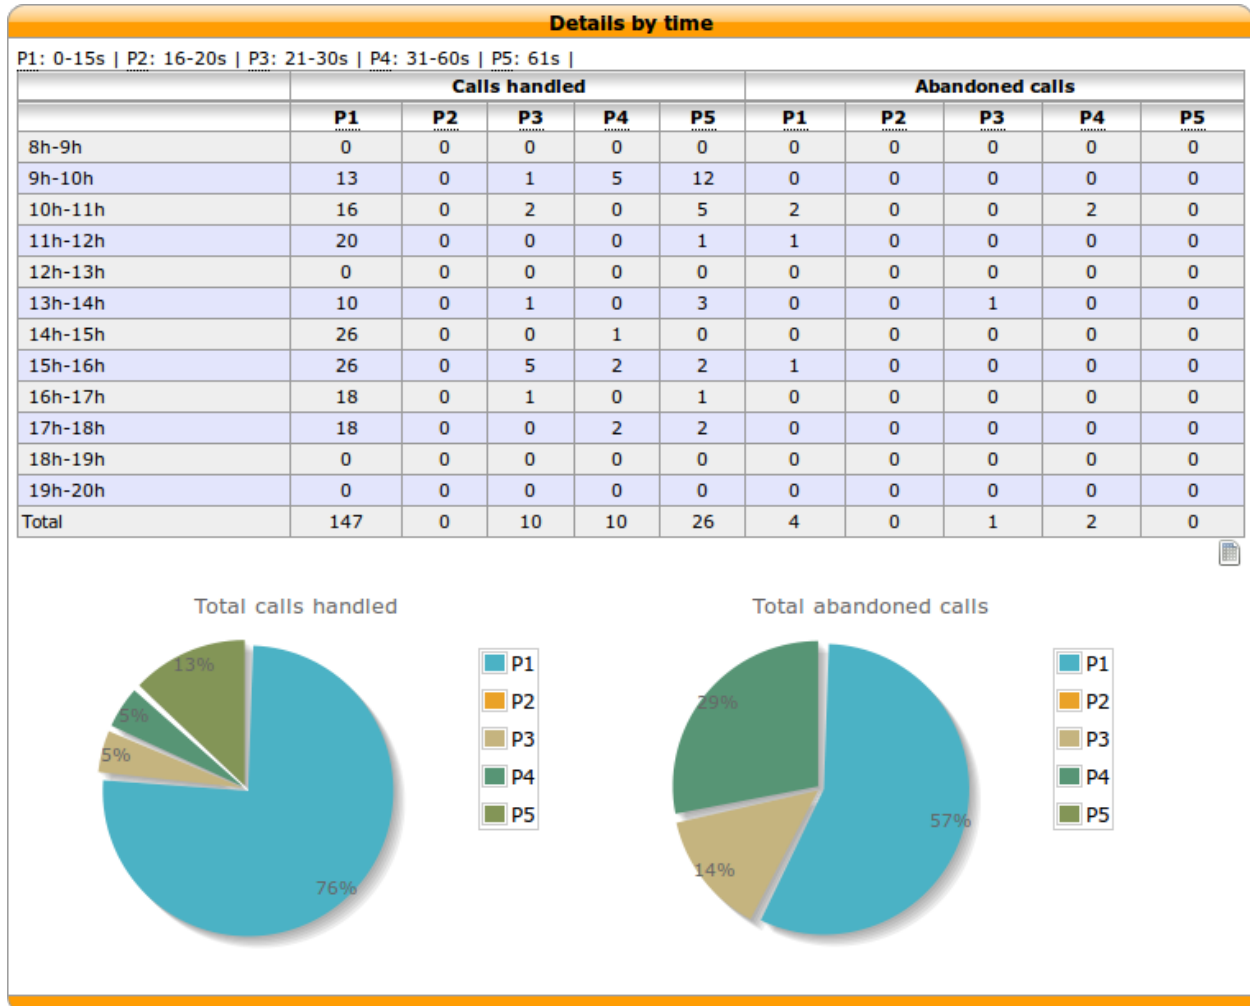 Details by time
P1: 0-15s | P2: 16-20s | P3: 21-30s | P4: 31-60s | P5: 61s |
Calls handled Abandoned calls
P1 P2 P3 P4 P5 P1 P2 P3 P4 P5
8h-9h 0 0 0 0 0 0 0 0 0 0
9h-10h 13 0 1 5 12 0 0 0 0 0
10h-11h 16 0 2 0 5 2 0 0 2 0
11h-12h 20 0 0 0 1 1 0 0 0 0
12h-13h 0 0 0 0 0 0 0 0 0 0
13h-14h 10 0 1 0 3 0 0 1 0 0
14h-15h 26 0 0 1 0 0 0 0 0 0
15h-16h 26 0 5 2 2 1 0 0 0 0
16h-17h 18 0 1 0 1 0 0 0 0 0
17h-18h 18 0 0 2 2 0 0 0 0 0
18h-19h 0 0 0 0 0 0 0 0 0 0
19h-20h 0 0 0 0 0 0 0 0 0 0
Total 147 0 10 10 26 4 0 1 2 0
Total calls handled
13%
5%
5%
76%
P1
P2
P3
P4
P5
Total abandoned calls
29%
57%
14%
P1
P2
P3
P4
P5